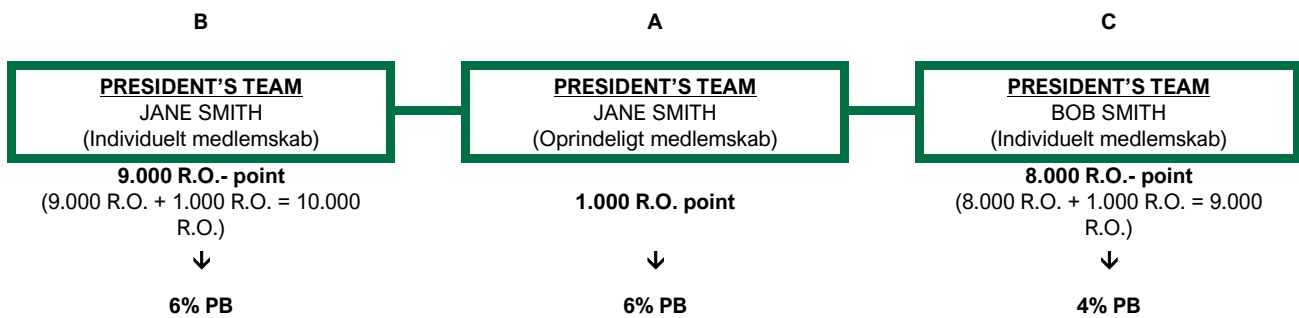 B
PRESIDENT'S TEAM
JANE SMITH
(Individuelt medlemskab)
9.000 R.O.- point
(9.000 R.O. + 1.000 R.O. = 10.000
R.O.)
6% PB
A
PRESIDENT'S TEAM
JANE SMITH
(Oprindeligt medlemskab)
1.000 R.O. point
6% PB
C
PRESIDENT'S TEAM
BOB SMITH
(Individuelt medlemskab)
8.000 R.O.- point
(8.000 R.O. + 1.000 R.O. = 9.000
R.O.)
4% PB